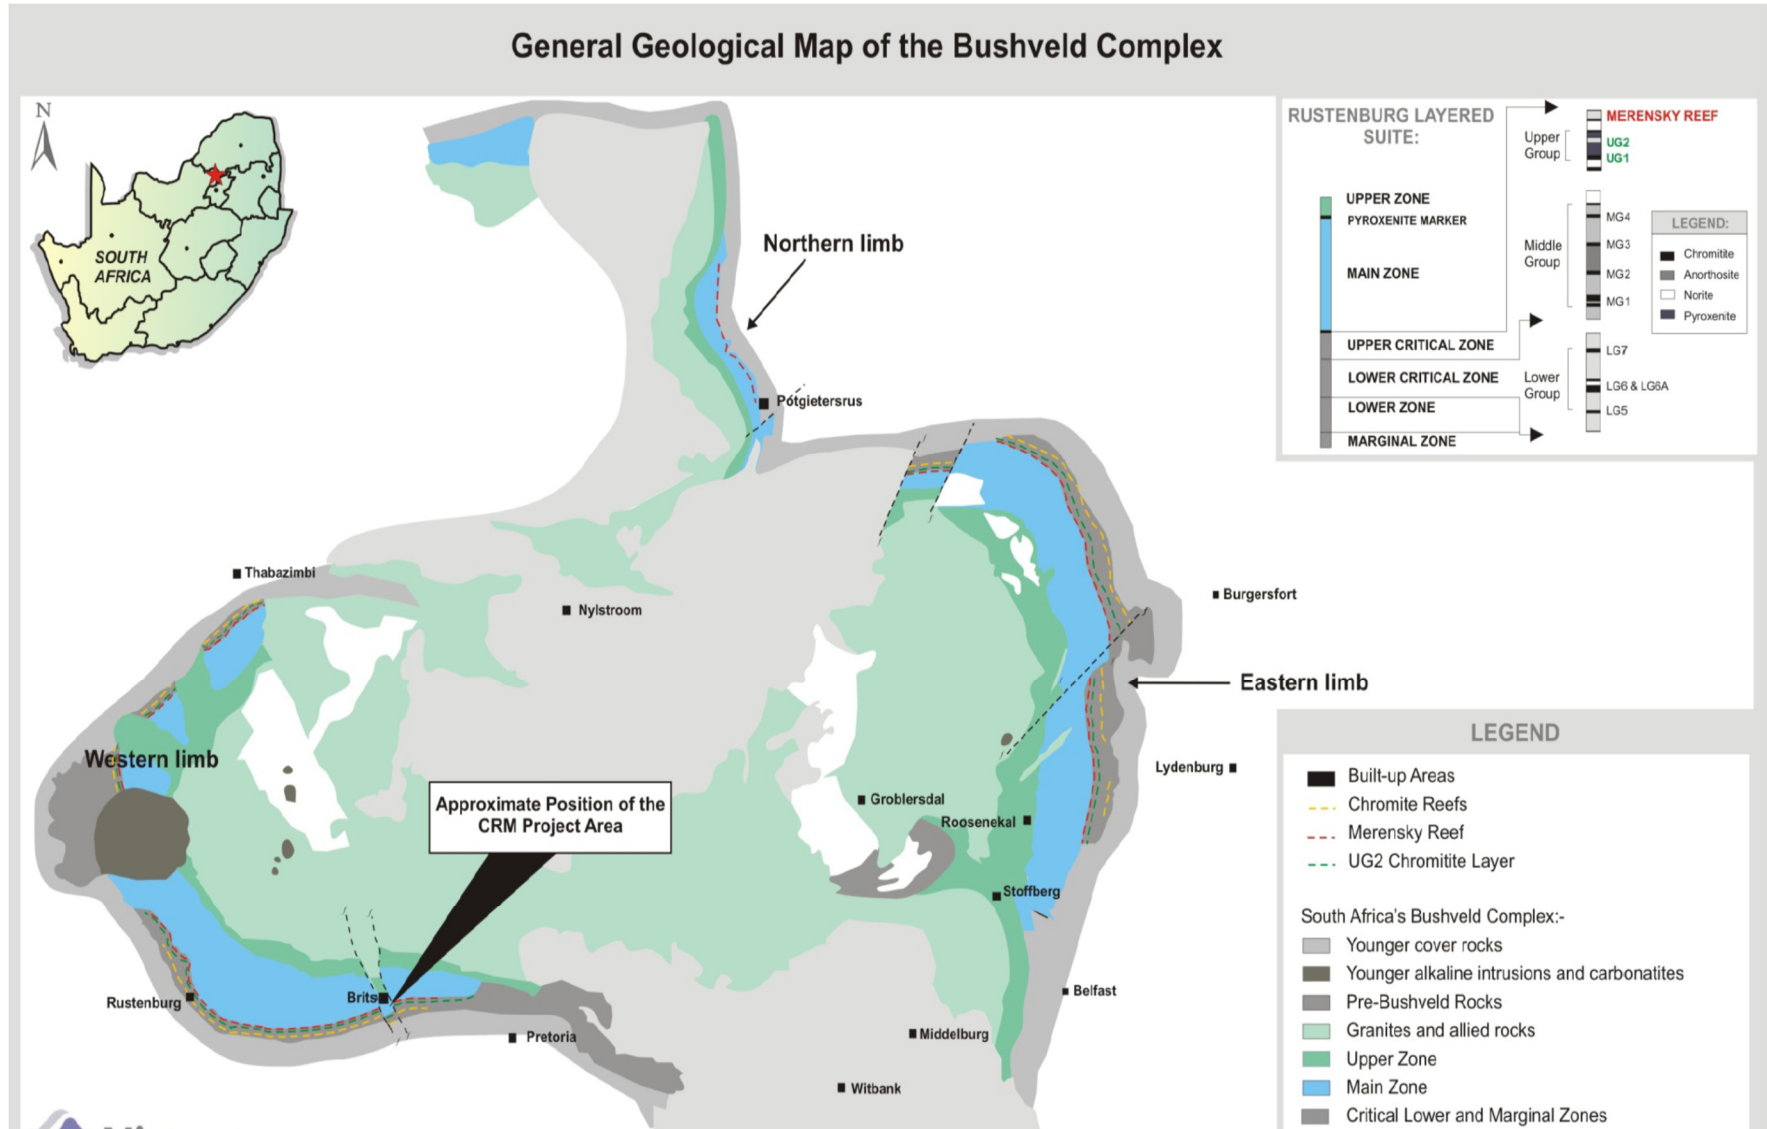 General Geological Map of the Bushveld Complex
N
SOUTH
AFRICA
Northern limb
Potgietersrus
Thabazimbi
Nylstroom
Burgersfort
Eastern limb
Western limb
Lydenburg
Approximate Position of the
CRM Project Area
Groblersdal
Roosenekal
Stoffberg
Rustenburg
Brits
Belfast
Pretoria
Middelburg
Witbank
RUSTENBURG LAYERED
SUITE:
UPPER ZONE
PYROXENITE MARKER
MAIN ZONE
UPPER CRITICAL ZONE
LOWER CRITICAL ZONE
LOWER ZONE
MARGINAL ZONE
MERENSKY REEF
Upper
Group
UG2
UG1
Middle
Group
MG4
MG3
MG2
MG1
Lower
Group
LG7
LG6 & LG6A
LG5
LEGEND:
Chromitite
Anorthosite
Norite
Pyroxenite
LEGEND
Built-up Areas
Chromite Reefs
Merensky Reef
UG2 Chromitite Layer
South Africa's Bushveld Complex:-
Younger cover rocks
Younger alkaline intrusions and carbonatites
Pre-Bushveld Rocks
Granites and allied rocks
Upper Zone
Main Zone
Critical Lower and Marginal Zones